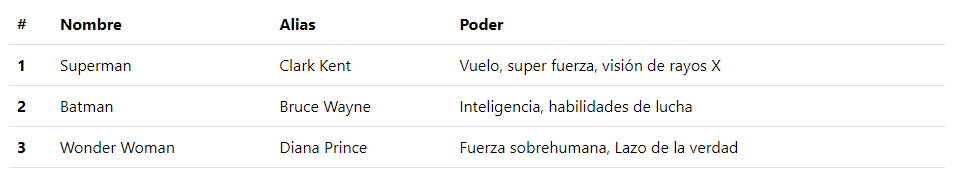 # Nombre Alias Poder
1 Superman Clark Kent Vuelo, super fuerza, visión de rayos X
2 Batman Bruce Wayne Inteligencia, habilidades de lucha
3 Wonder Woman Diana Prince Fuerza sobrehumana, Lazo de la verdad